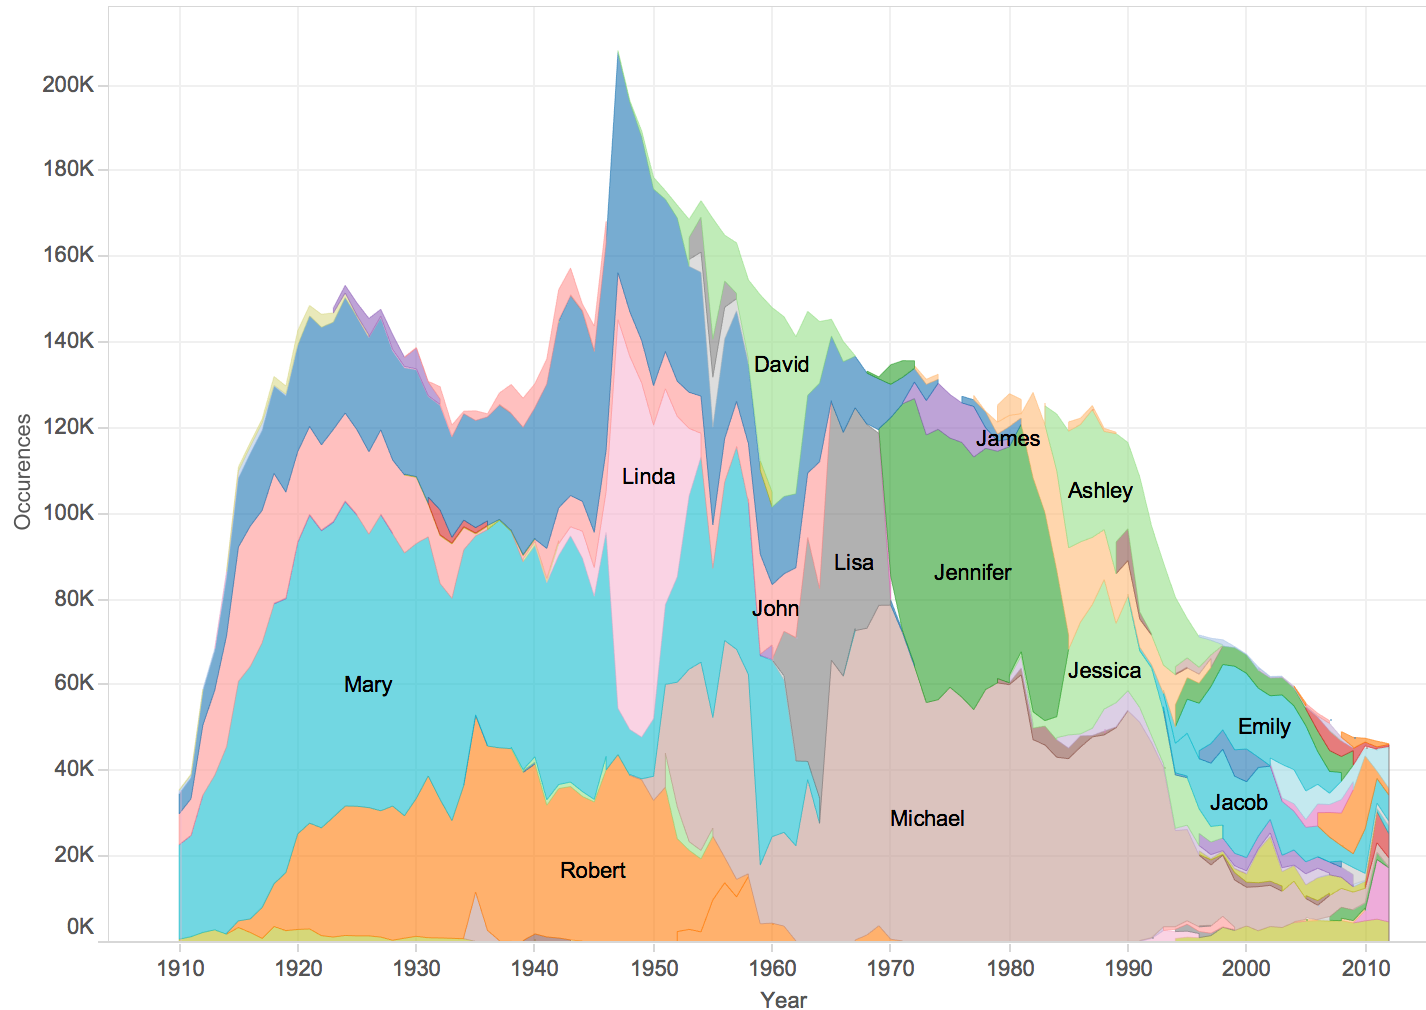 200K
180K
160K
140K
120K
100K
80K
60K
40K
20K
0K
Occurences
David
James
Linda
Ashley
Lisa
Jennifer
John
Mary
Jessica
Emily
Jacob
Michael
Robert
1910 1920 1930 1940 1950 1960 1970 1980 1990 2000 2010
Year